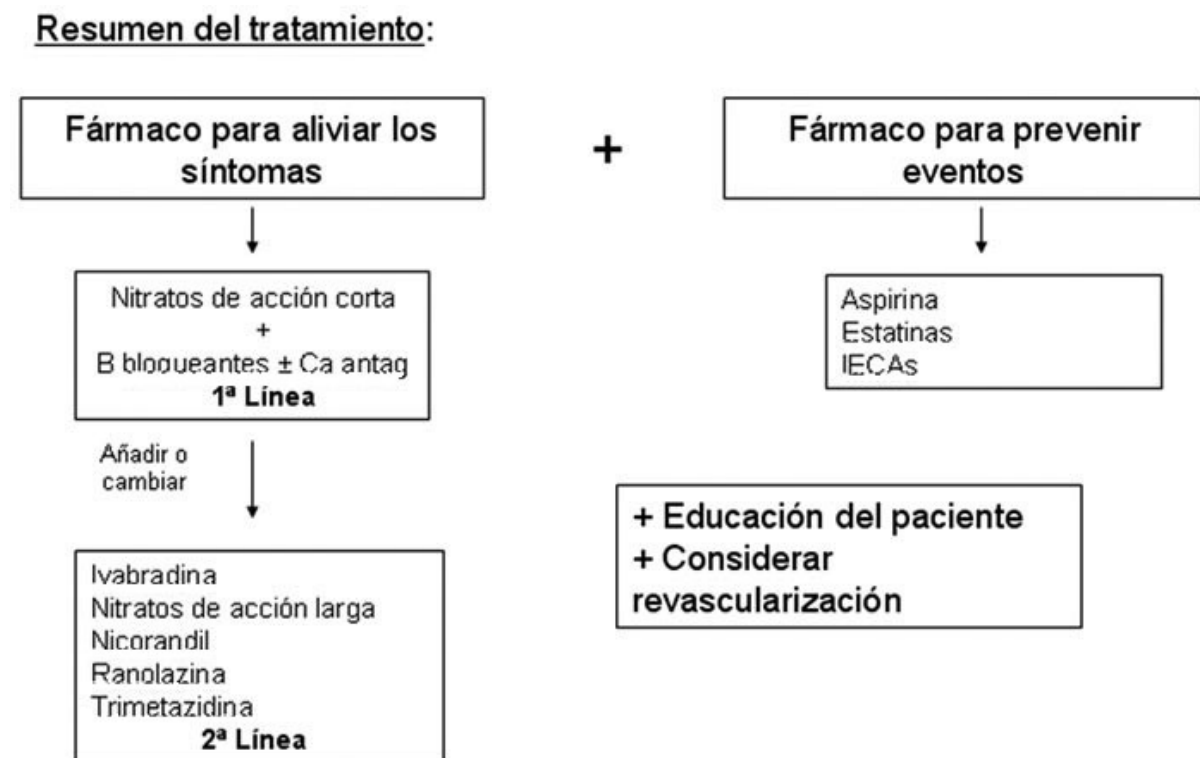 Resumen del tratamiento:
Fármaco para aliviar los
síntomas
+
Fármaco para prevenir
eventos
Nitratos de acción corta
+
B bloqueantes ± Ca antag
1ª Línea
Aspirina
Estatinas
IECAs
Añadir o
cambiar
+ Educación del paciente
+ Considerar
revascularización
Ivabradina
Nitratos de acción larga
Nicorandil
Ranolazina
Trimetazidina
2ª Línea